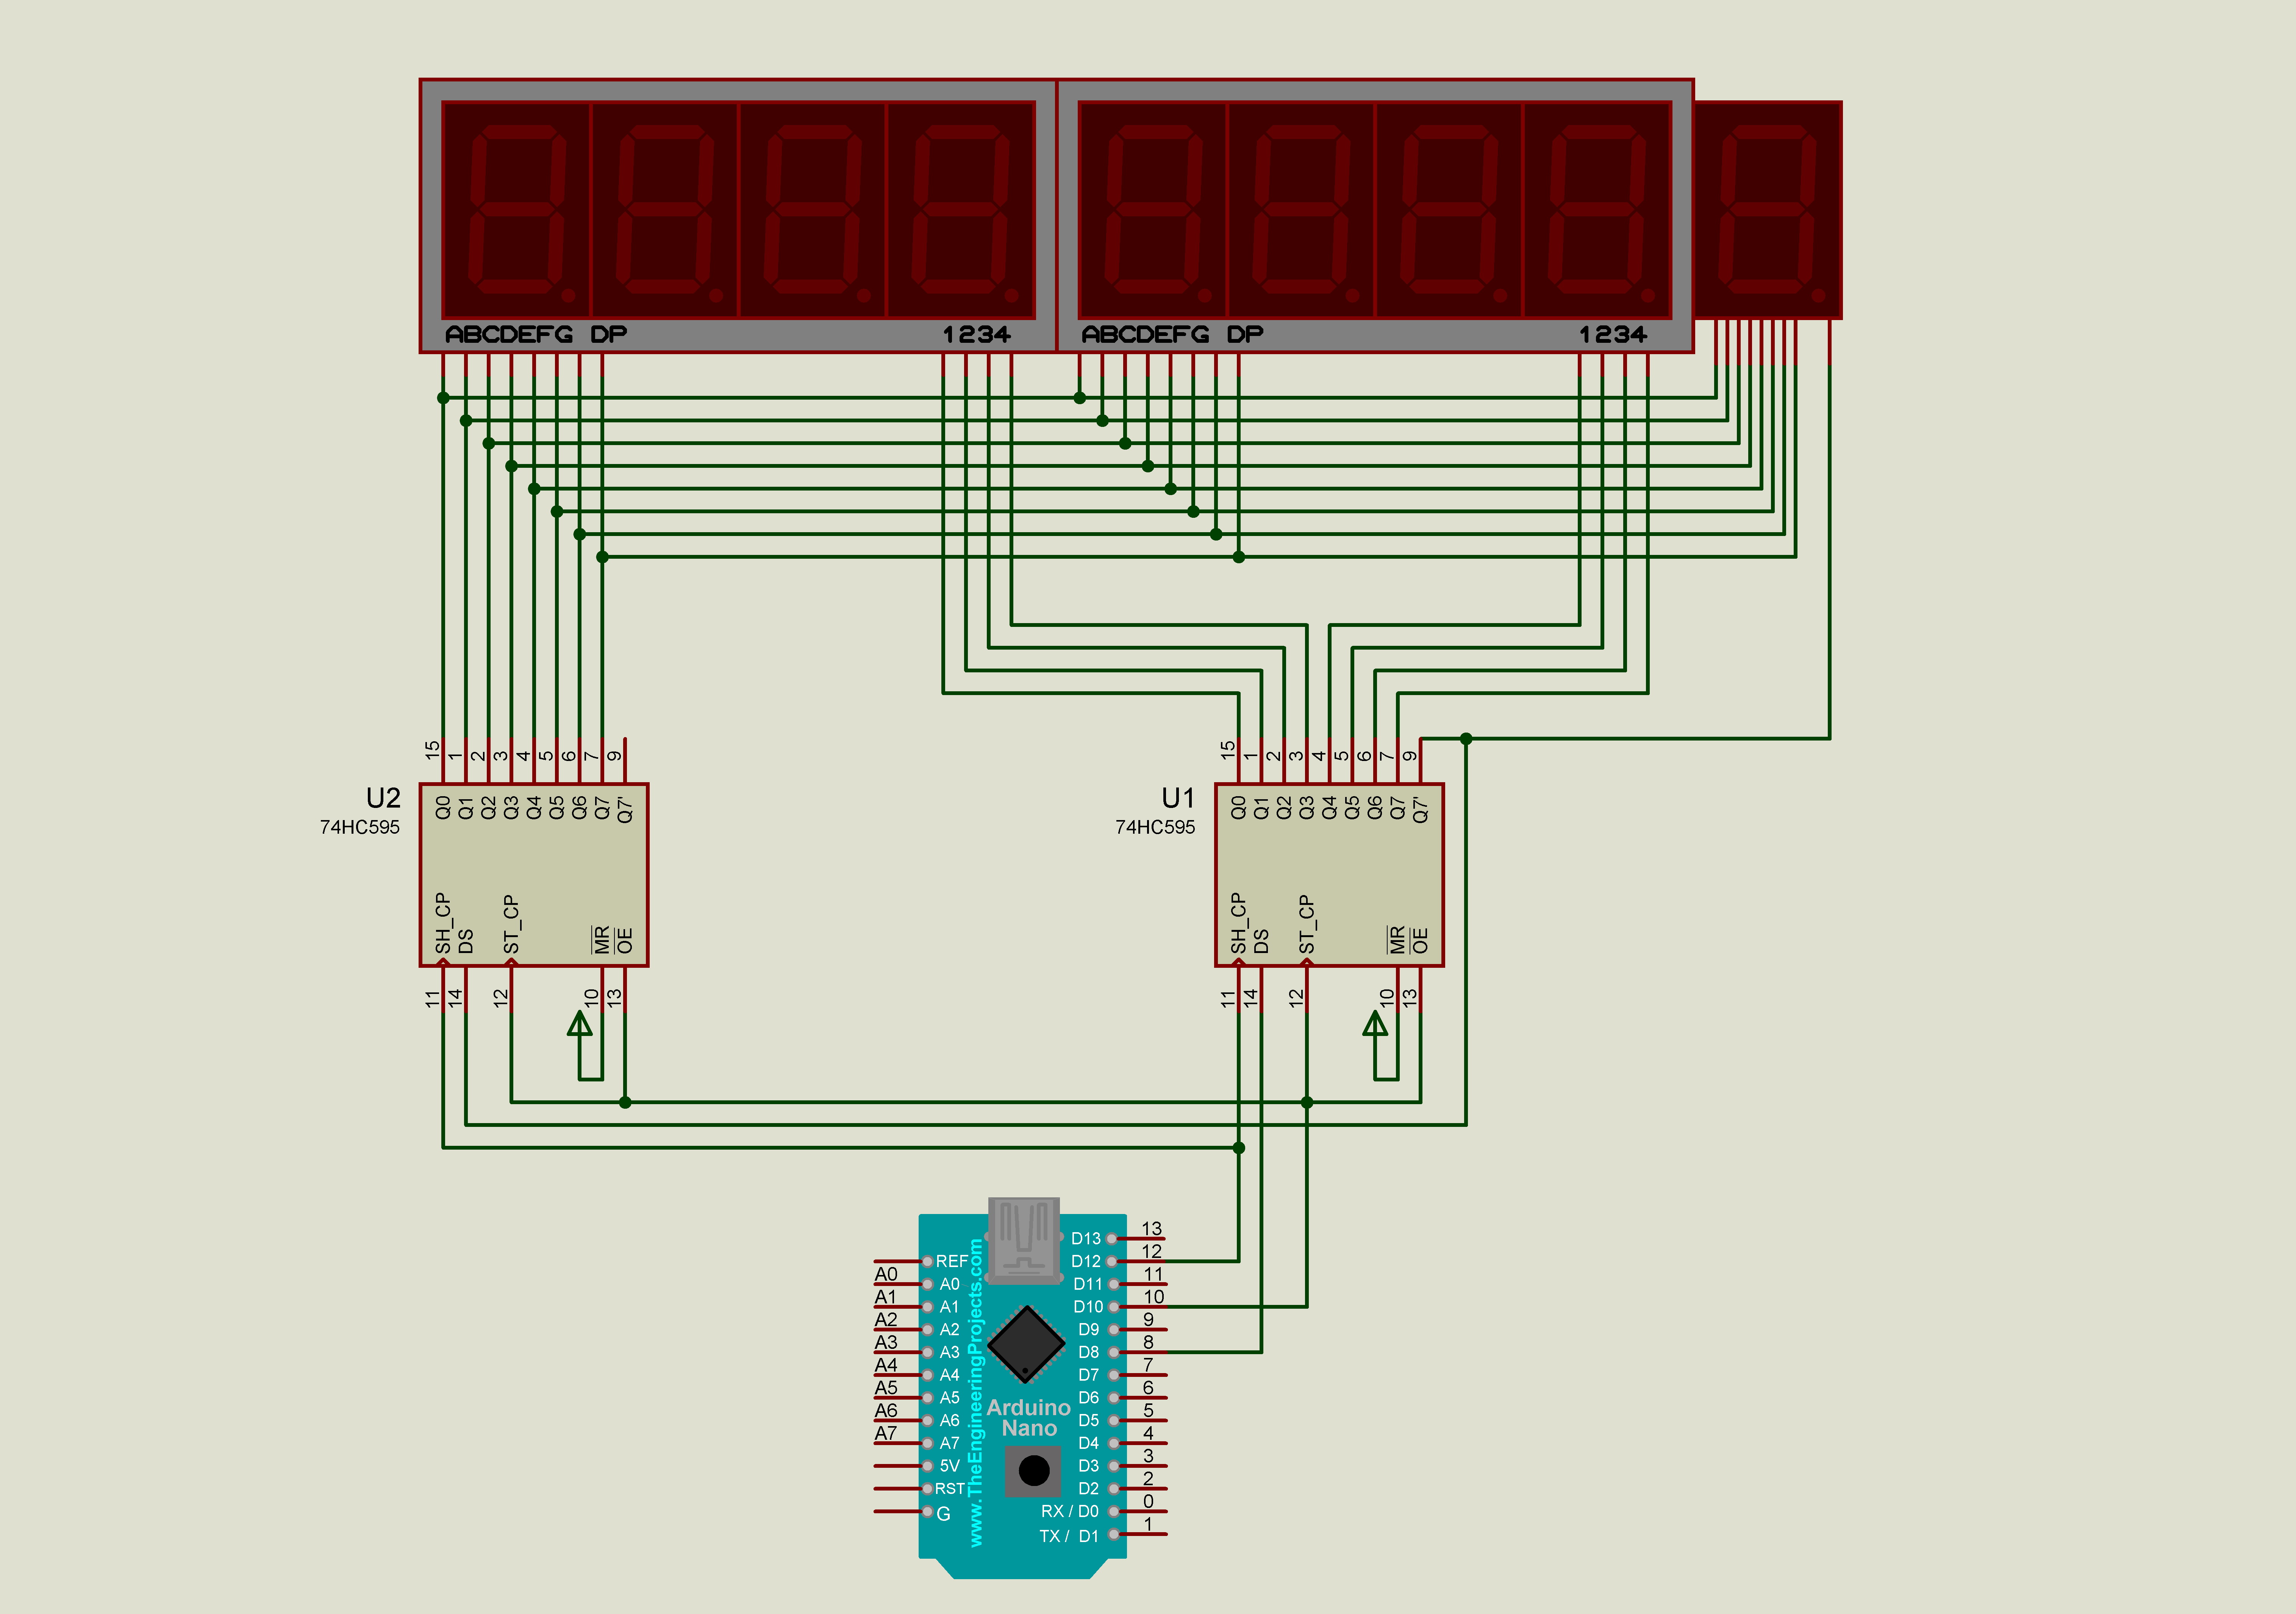 ABCDEFG DP 1234 ABCDEFG DP 1234
15 1 2 3 4 5 6 7 9 15 1 2 3 4 5 6 7 9
U2 U1
74HC595 74HC595
Q0 Q1 Q2 Q3 Q4 Q5 Q6 Q7 Q7' Q0 Q1 Q2 Q3 Q4 Q5 Q6 Q7 Q7'
SH_CP DS ST_CP MR OE SH_CP DS ST_CP MR OE
11 14 12 10 13 11 14 12 10 13
D13 13
REF D12 12
A0 A0 D11 11
A1 A1 D10 10
A2 A2 D9 9
A3 A3 D8 8
A4 A4 D7 7
A5 A5 D6 6
A6 A6 D5 5
A7 A7 D4 4
5V D3 3
RST D2 2
G RX / D0 0
TX / D1 1
www.TheEngineeringProjects.com
Arduino
Nano